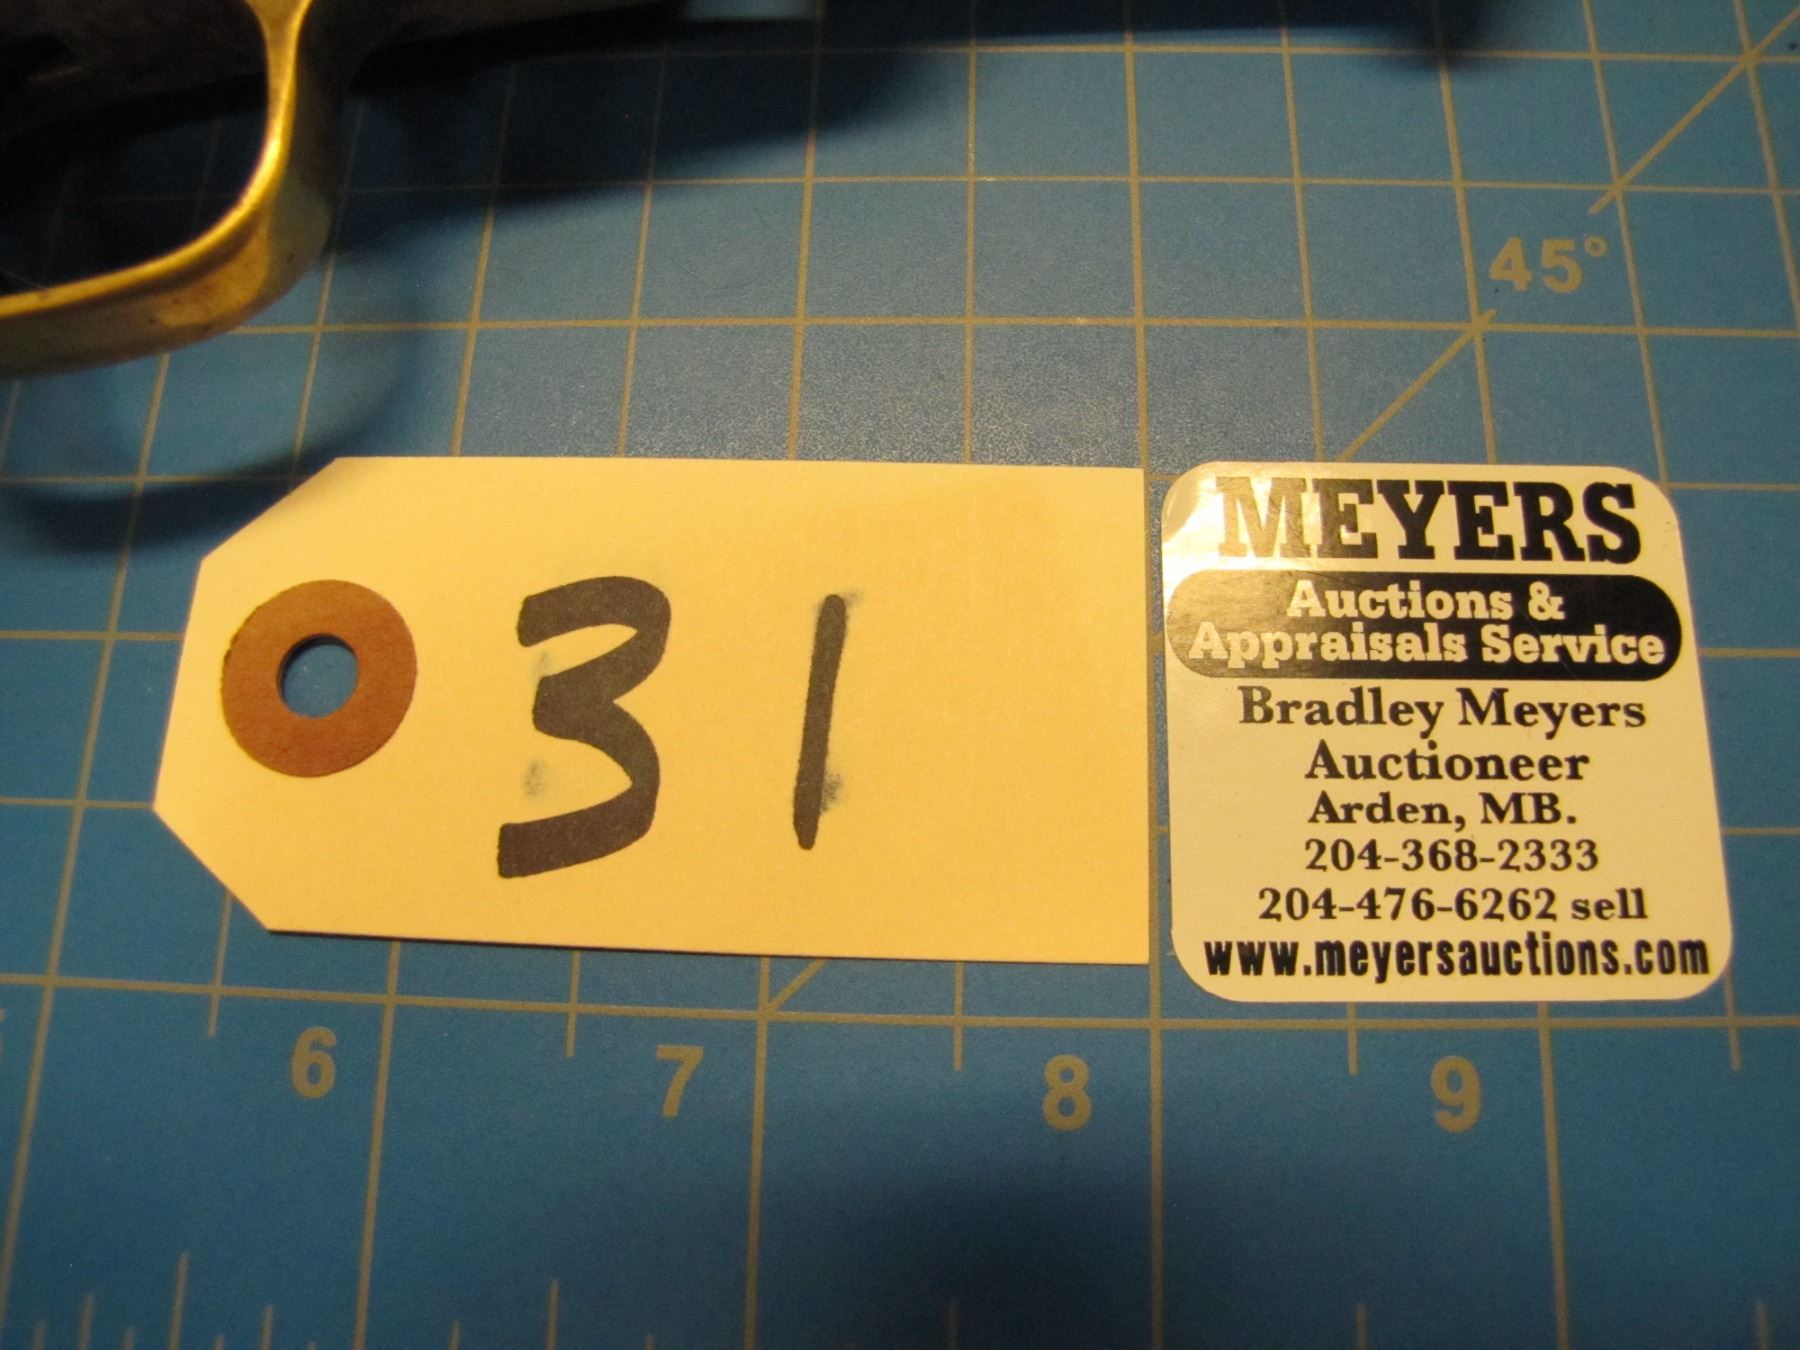 45°
31
MEYERS
Auctions &
Appraisals Service
Bradley Meyers
Auctioneer
Arden, MB.
204-368-2333
204-476-6262 sell
www.meyersauctions.com
6 7 8 9